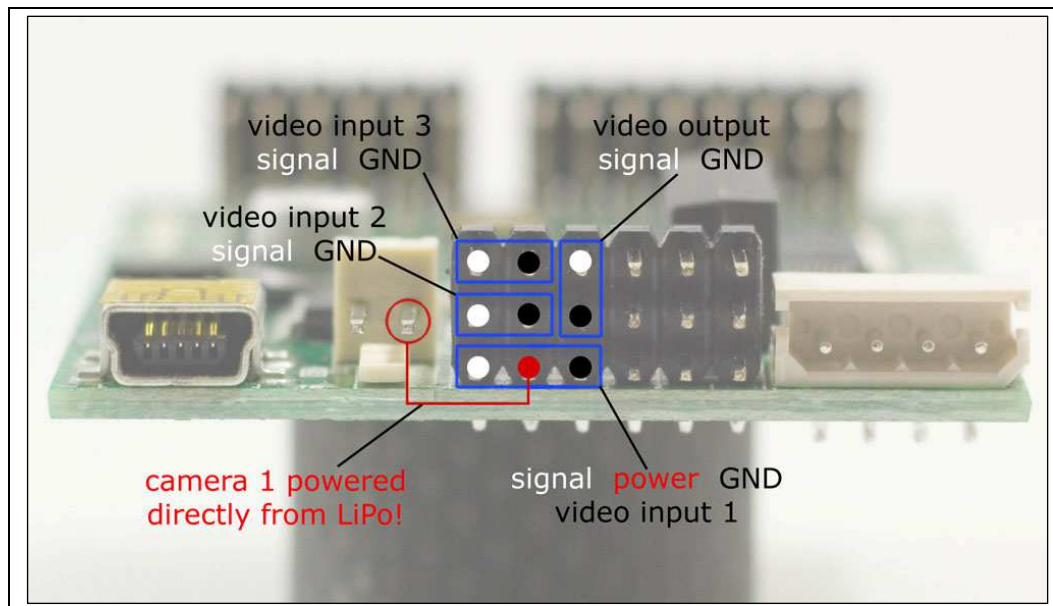 video input 3
signal GND
video output
signal GND
video input 2
signal GND
camera 1 powered
directly from LiPo!
signal power GND
video input 1